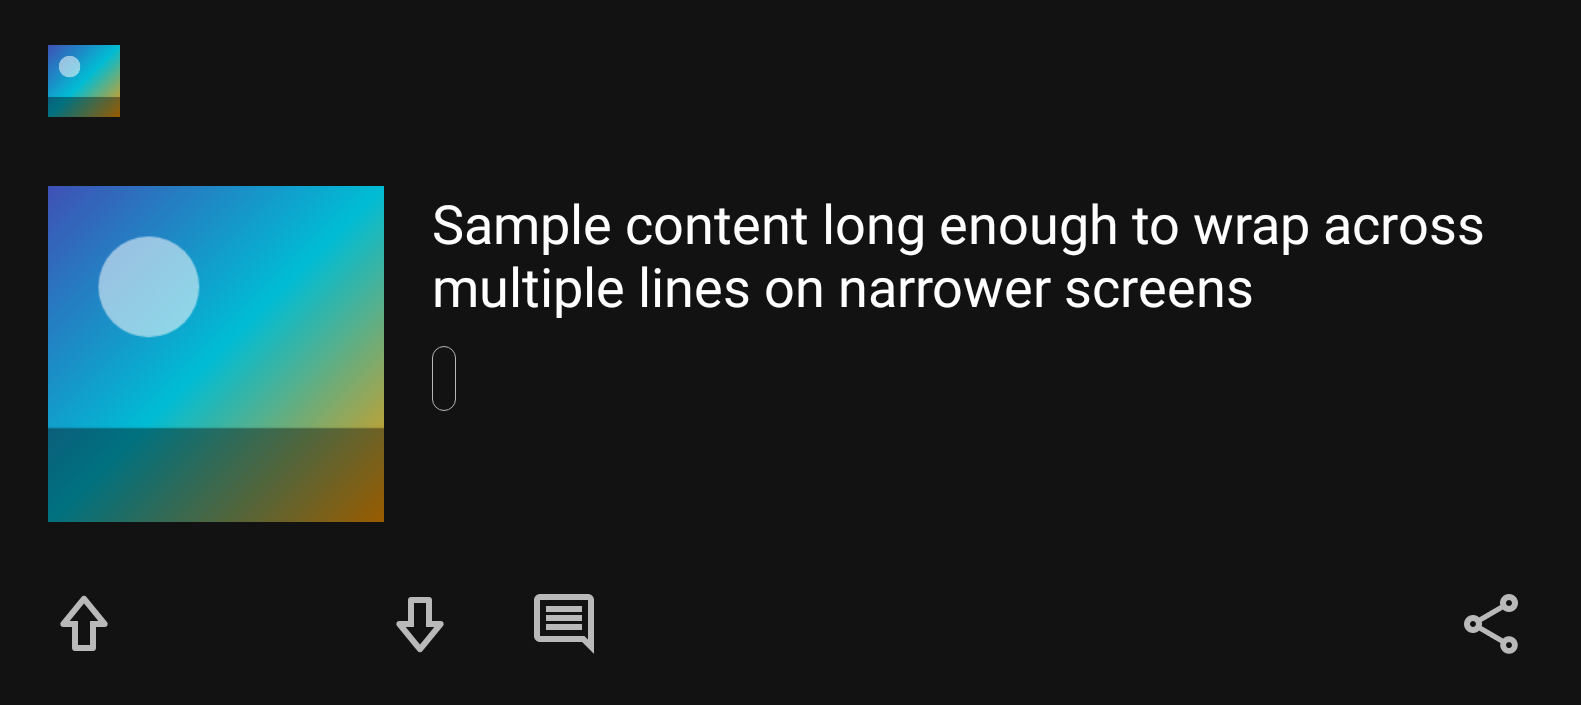 Sample content long enough to wrap across
multiple lines on narrower screens